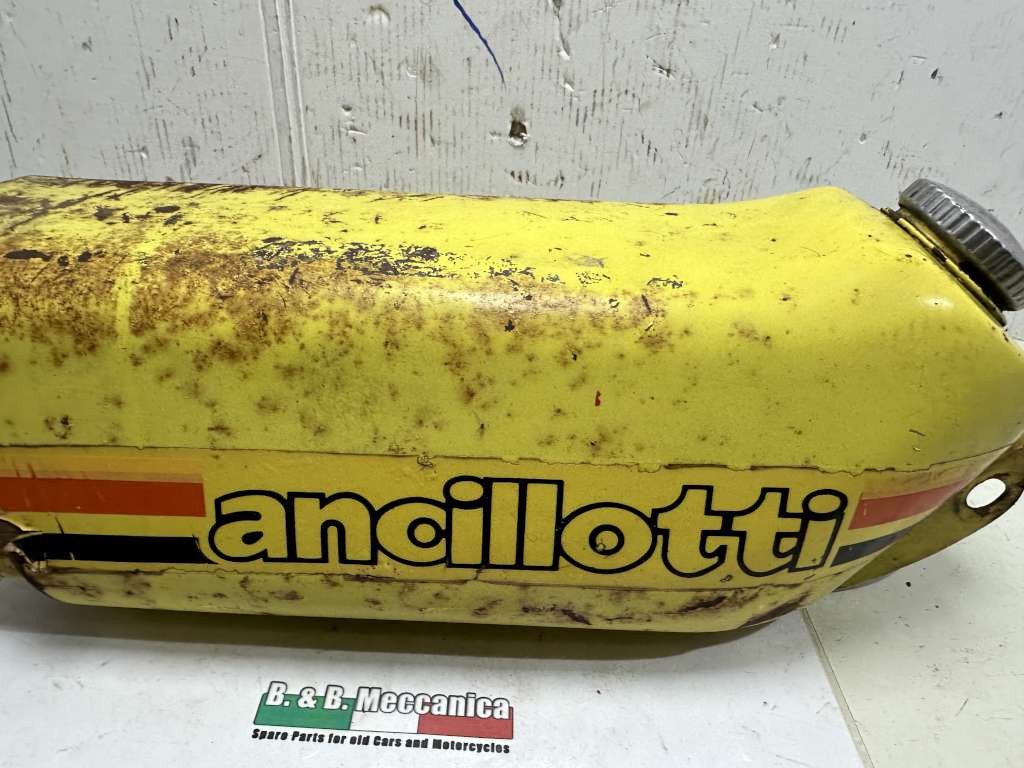 ancillotti
B. & B. Meccanica
Spare Parts for old Cars and Motorcycles